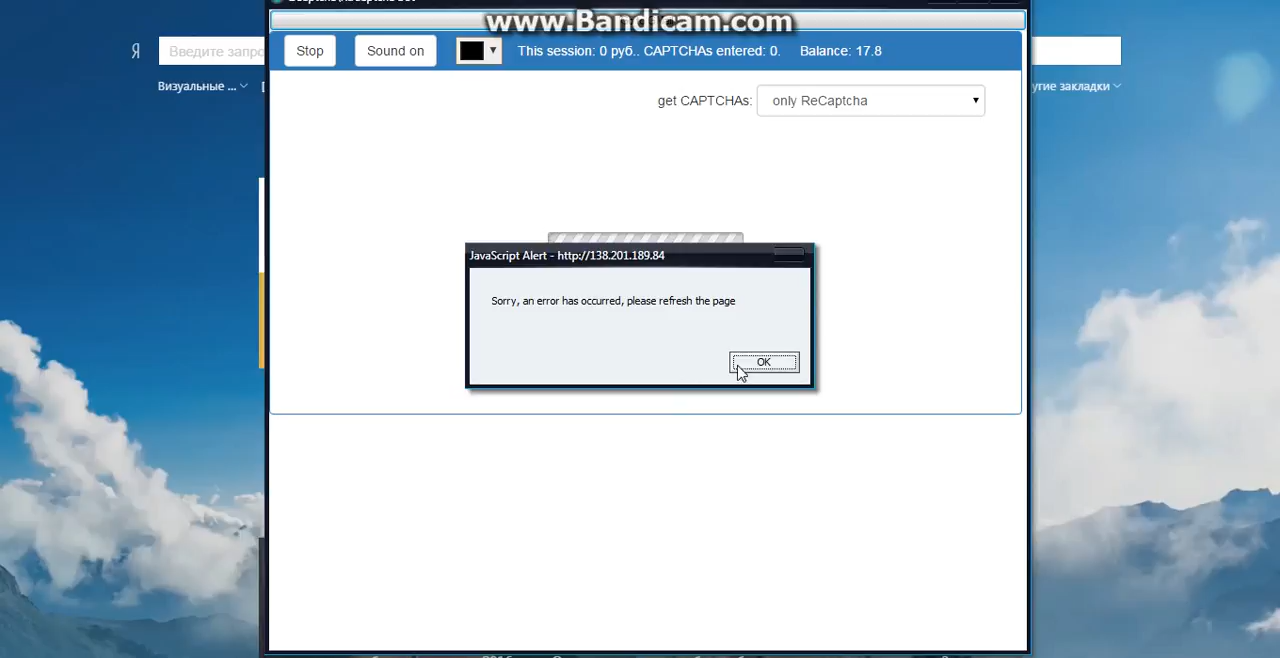 www.Bandicam.com
Я
Введите запро
Stop
Sound on
This session: 0 руб.. CAPTCHAs entered: 0.
Balance: 17.8
Визуальные ...
угие закладки
get CAPTCHAs:
only ReCaptcha
JavaScript Alert - http://138.201.189.84
Sorry, an error has occurred, please refresh the page
OK